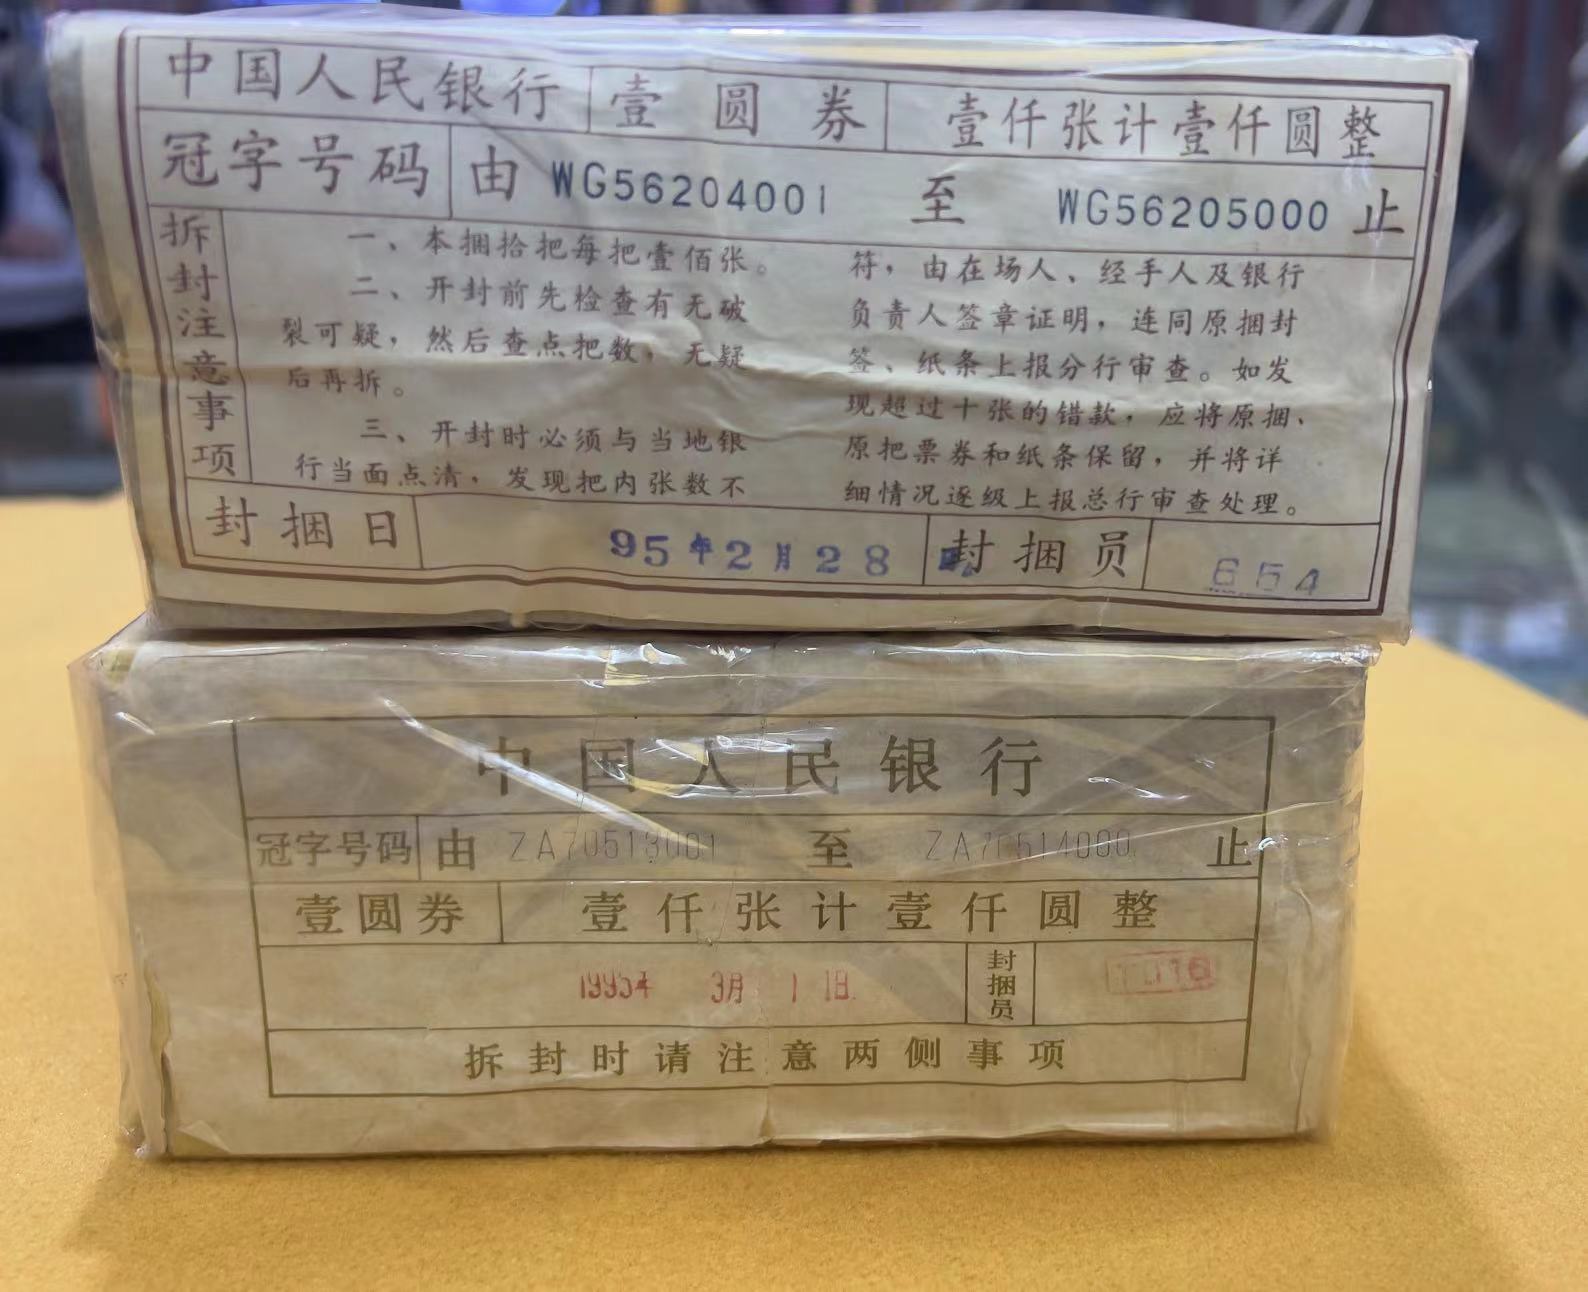 中国人民银行 壹圆券 壹仟张计壹仟圆整
冠字号码 由 WG56204001 至 WG56205000 止
拆封注意事项
一、本捆拾把每把壹佰张。
二、开封前先检查有无破
裂可疑，然后查点把数，无疑
后再拆。
三、开封时必须与当地银
行当面点清，发现把内张数不
符，由在场人、经手人及银行
负责人签章证明，连同原捆封
签、纸条上报分行审查。如发
现超过十张的错款，应将原捆、
原把票券和纸条保留，并将详
细情况逐级上报总行审查处理。
封捆日 95年2月28 封捆员 654
中国人民银行
冠字号码 由 ZA70513001 至 ZA70514000 止
壹圆券 壹仟张计壹仟圆整
1995年 3月 封捆员
拆封时请注意两侧事项